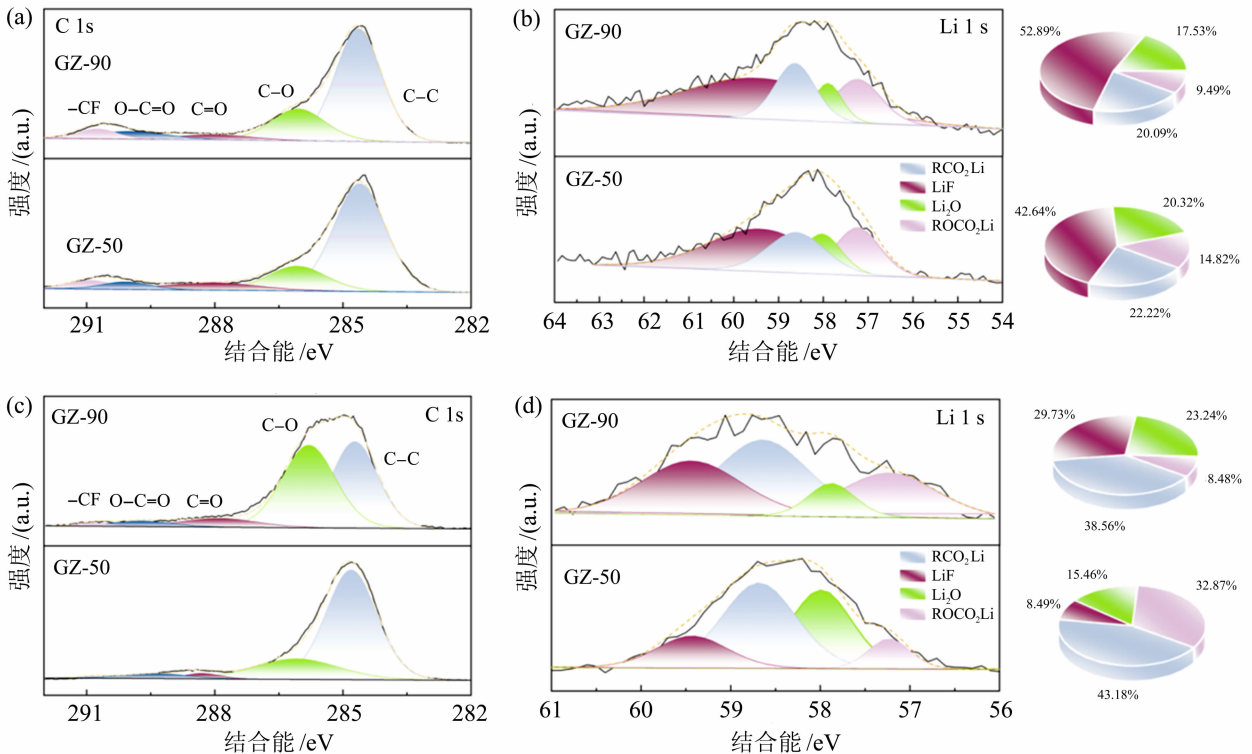 (a)
C 1s
GZ-90
–CF
O–C=O
C=O
C–O
C–C
GZ-50
强度 /(a.u.)
291
288
285
282
结合能 /eV
(b)
Li 1 s
GZ-90
GZ-50
RCO₂Li
LiF
Li₂O
ROCO₂Li
强度 /(a.u.)
64
63
62
61
60
59
58
57
56
55
54
结合能 /eV
52.89%
17.53%
9.49%
20.09%
42.64%
20.32%
14.82%
22.22%
(c)
C 1s
GZ-90
–CF
O–C=O
C=O
C–O
C–C
GZ-50
强度 /(a.u.)
291
288
285
282
结合能 /eV
(d)
Li 1 s
GZ-90
GZ-50
RCO₂Li
LiF
Li₂O
ROCO₂Li
强度 /(a.u.)
61
60
59
58
57
56
结合能 /eV
29.73%
23.24%
8.48%
38.56%
15.46%
32.87%
8.49%
43.18%